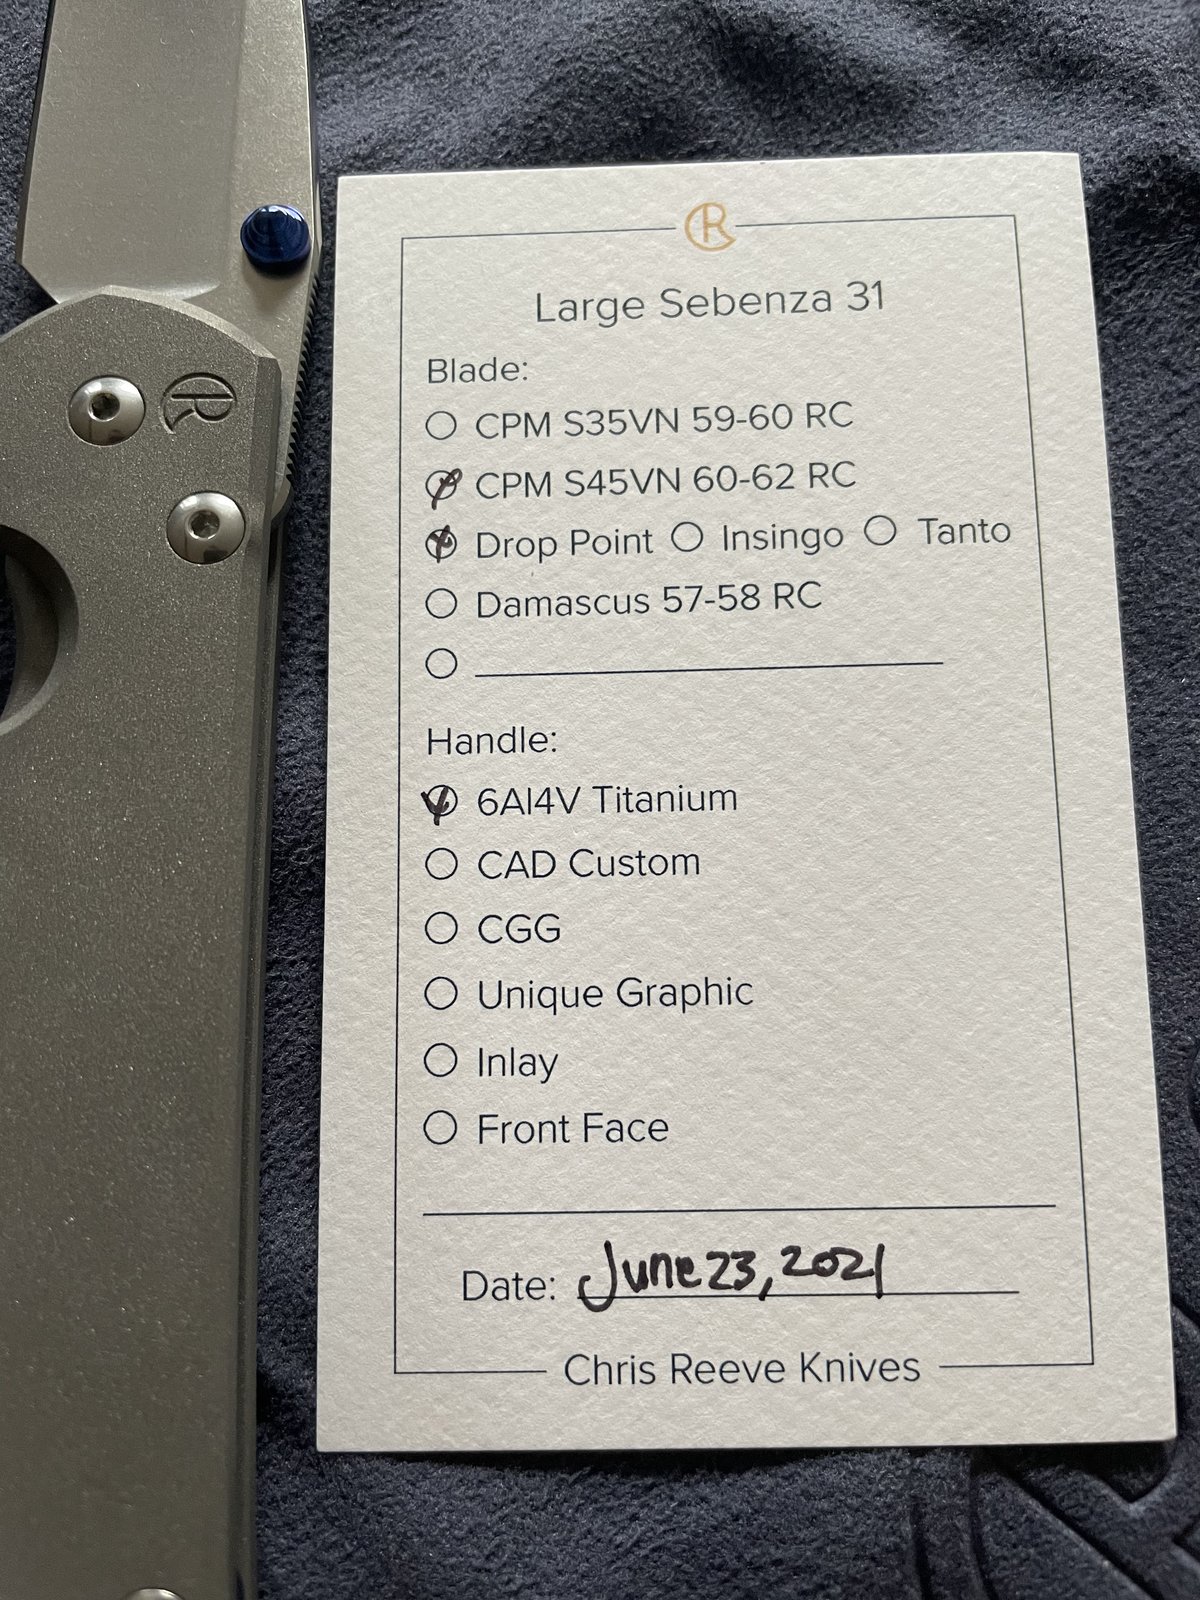 Large Sebenza 31
Blade:
CPM S35VN 59-60 RC
CPM S45VN 60-62 RC
Drop Point Insingo Tanto
Damascus 57-58 RC
Handle:
6Al4V Titanium
CAD Custom
CGG
Unique Graphic
Inlay
Front Face
Date: June 23, 2021
Chris Reeve Knives